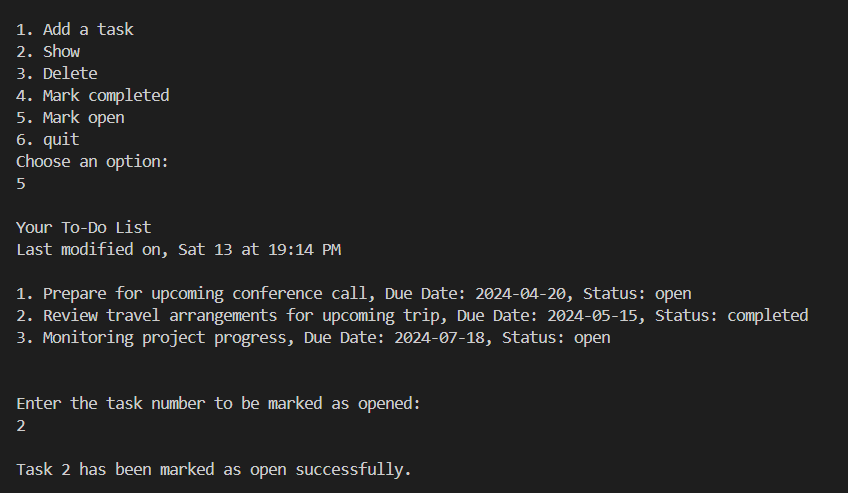 1. Add a task
2. Show
3. Delete
4. Mark completed
5. Mark open
6. quit
Choose an option:
5
Your To-Do List
Last modified on, Sat 13 at 19:14 PM
1. Prepare for upcoming conference call, Due Date: 2024-04-20, Status: open
2. Review travel arrangements for upcoming trip, Due Date: 2024-05-15, Status: completed
3. Monitoring project progress, Due Date: 2024-07-18, Status: open
Enter the task number to be marked as opened:
2
Task 2 has been marked as open successfully.